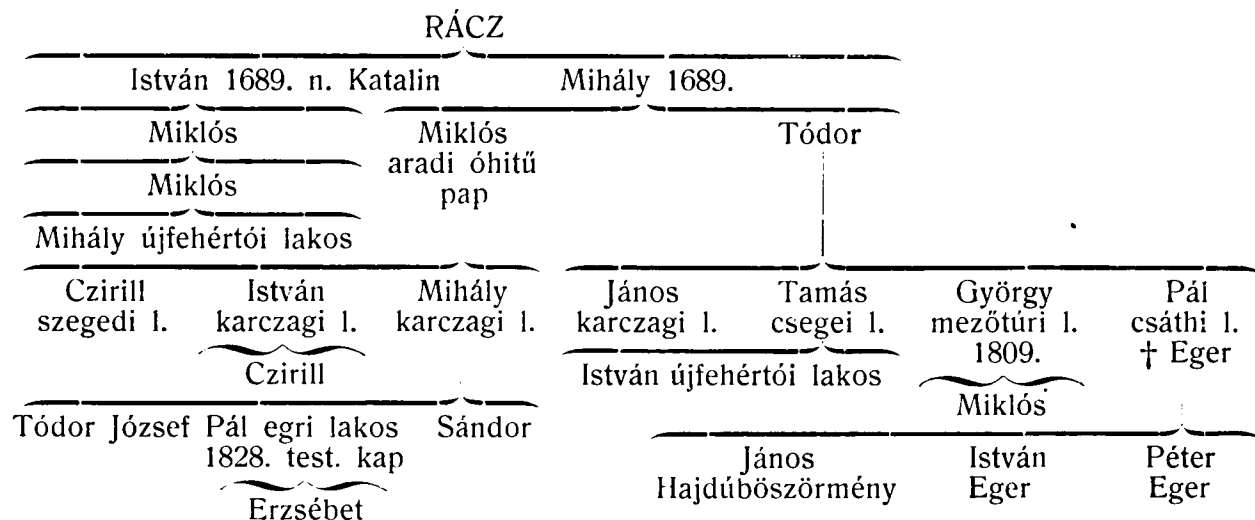 RÁCZ
István 1689. n. Katalin Mihály 1689.
Miklós Miklós Tódor
aradi óhitű
Miklós pap
Mihály újfehértói lakos
Czirill István Mihály János Tamás György Pál
szegedi l. karczagi l. karczagi l. karczagi l. csegei l. mezőtúri l. csáthi l.
1809. † Eger
Czirill István újfehértói lakos
Miklós
Tódor József Pál egri lakos Sándor
1828. test. kap
János István Péter
Hajdúböszörmény Eger Eger
Erzsébet